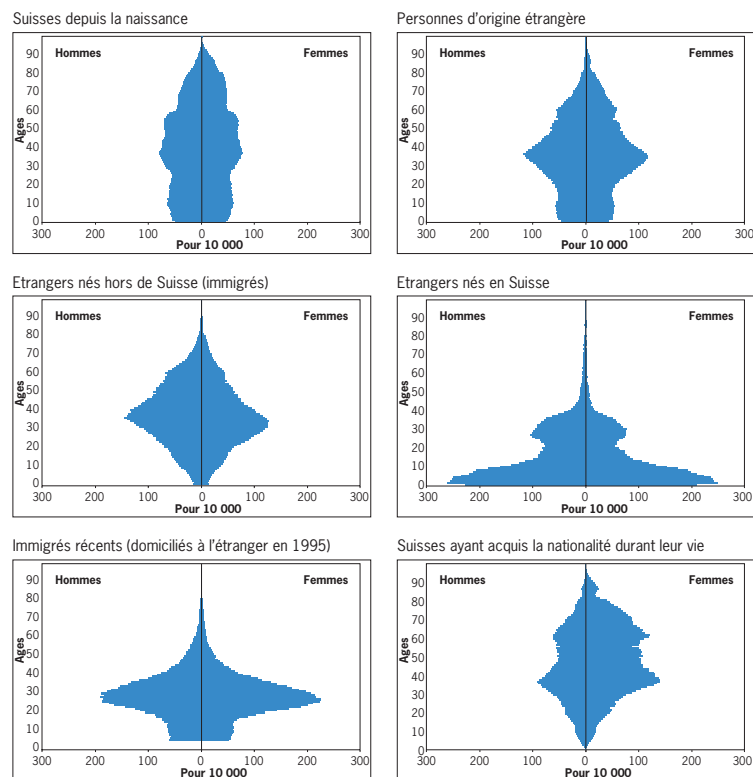 Suisses depuis la naissance
Hommes
Femmes
Ages
90
80
70
60
50
40
30
20
10
0
300 200 100 0 100 200 300
Pour 10 000
Personnes d'origine étrangère
Hommes
Femmes
Ages
90
80
70
60
50
40
30
20
10
0
300 200 100 0 100 200 300
Pour 10 000
Etrangers nés hors de Suisse (immigrés)
Hommes
Femmes
Ages
90
80
70
60
50
40
30
20
10
0
300 200 100 0 100 200 300
Pour 10 000
Etrangers nés en Suisse
Hommes
Femmes
Ages
90
80
70
60
50
40
30
20
10
0
300 200 100 0 100 200 300
Pour 10 000
Immigrés récents (domiciliés à l'étranger en 1995)
Hommes
Femmes
Ages
90
80
70
60
50
40
30
20
10
0
300 200 100 0 100 200 300
Pour 10 000
Suisses ayant acquis la nationalité durant leur vie
Hommes
Femmes
Ages
90
80
70
60
50
40
30
20
10
0
300 200 100 0 100 200 300
Pour 10 000